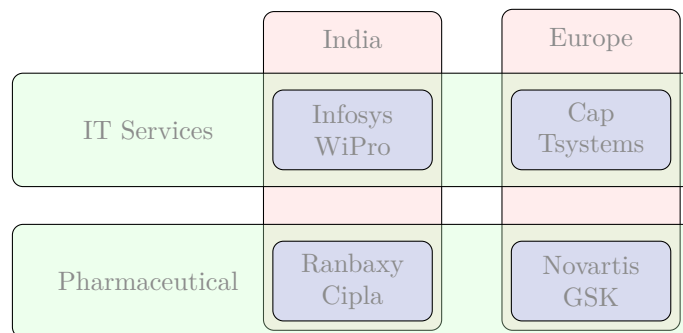 India
Europe
IT Services
Infosys
WiPro
Cap
Tsystems
Pharmaceutical
Ranbaxy
Cipla
Novartis
GSK